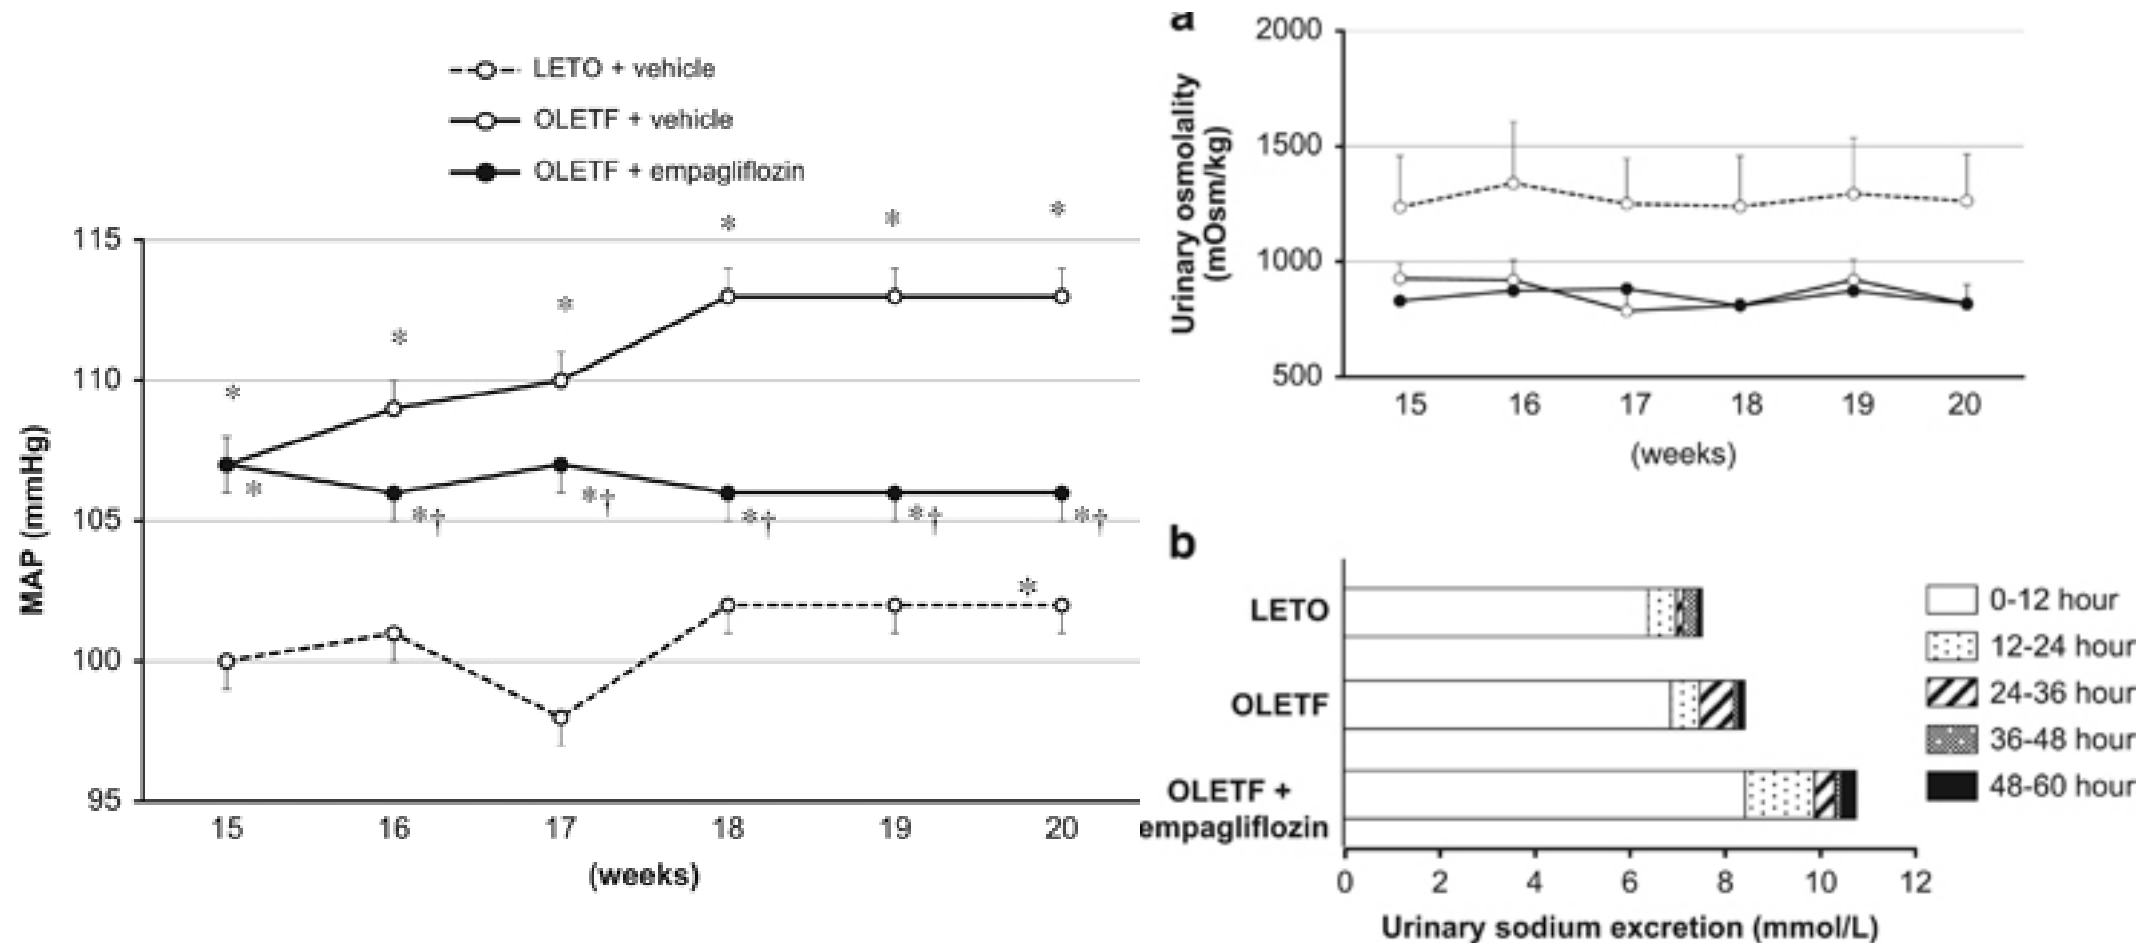 LETO + vehicle
OLETF + vehicle
OLETF + empagliflozin
MAP (mmHg)
115
110
105
100
95
*
*
*
*
*
*
*
*†
*†
*†
*†
*†
*
15 16 17 18 19 20
(weeks)
a
Urinary osmolality
(mOsm/kg)
2000
1500
1000
500
15 16 17 18 19 20
(weeks)
b
LETO
OLETF
OLETF +
empagliflozin
0 2 4 6 8 10 12
Urinary sodium excretion (mmol/L)
0-12 hour
12-24 hour
24-36 hour
36-48 hour
48-60 hour